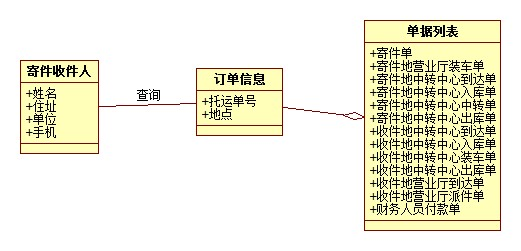 寄件收件人
+姓名
+住址
+单位
+手机
查询
订单信息
+托运单号
+地点
单据列表
+寄件单
+寄件地营业厅装车单
+寄件地中转中心到达单
+寄件地中转中心入库单
+寄件地中转中心中转单
+寄件地中转中心出库单
+收件地中转中心到达单
+收件地中转中心入库单
+收件地中转中心装车单
+收件地中转中心出库单
+收件地营业厅到达单
+收件地营业厅派件单
+财务人员付款单